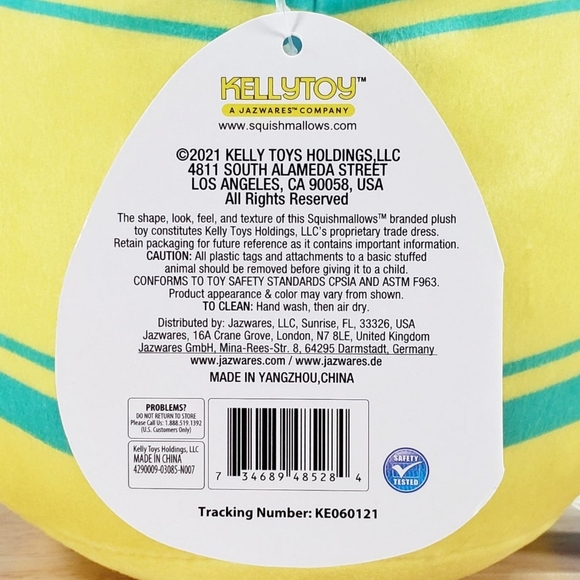 KELLYTOY™
A JAZWARES™ COMPANY
www.squishmallows.com
©2021 KELLY TOYS HOLDINGS,LLC
4811 SOUTH ALAMEDA STREET
LOS ANGELES, CA 90058, USA
All Rights Reserved
The shape, look, feel, and texture of this Squishmallows™ branded plush
toy constitutes Kelly Toys Holdings, LLC's proprietary trade dress.
Retain packaging for future reference as it contains important information.
CAUTION: All plastic tags and attachments to a basic stuffed
animal should be removed before giving it to a child.
CONFORMS TO TOY SAFETY STANDARDS CPSIA AND ASTM F963.
Product appearance & color may vary from shown.
TO CLEAN: Hand wash, then air dry.
Distributed by: Jazwares, LLC, Sunrise, FL, 33326, USA
Jazwares, 16A Crane Grove, London, N7 8LE, United Kingdom
Jazwares GmbH, Mina-Rees-Str. 8, 64295 Darmstadt, Germany
www.jazwares.com / www.jazwares.de
MADE IN YANGZHOU,CHINA
PROBLEMS?
DO NOT RETURN TO STORE
Please Call Us: 1.888.519.1392
(U.S. Customers Only)
Kelly Toys Holdings, LLC
MADE IN CHINA
4290009-03085-N007
7 34689 48528 4
SAFETY
TESTED
Tracking Number: KE060121